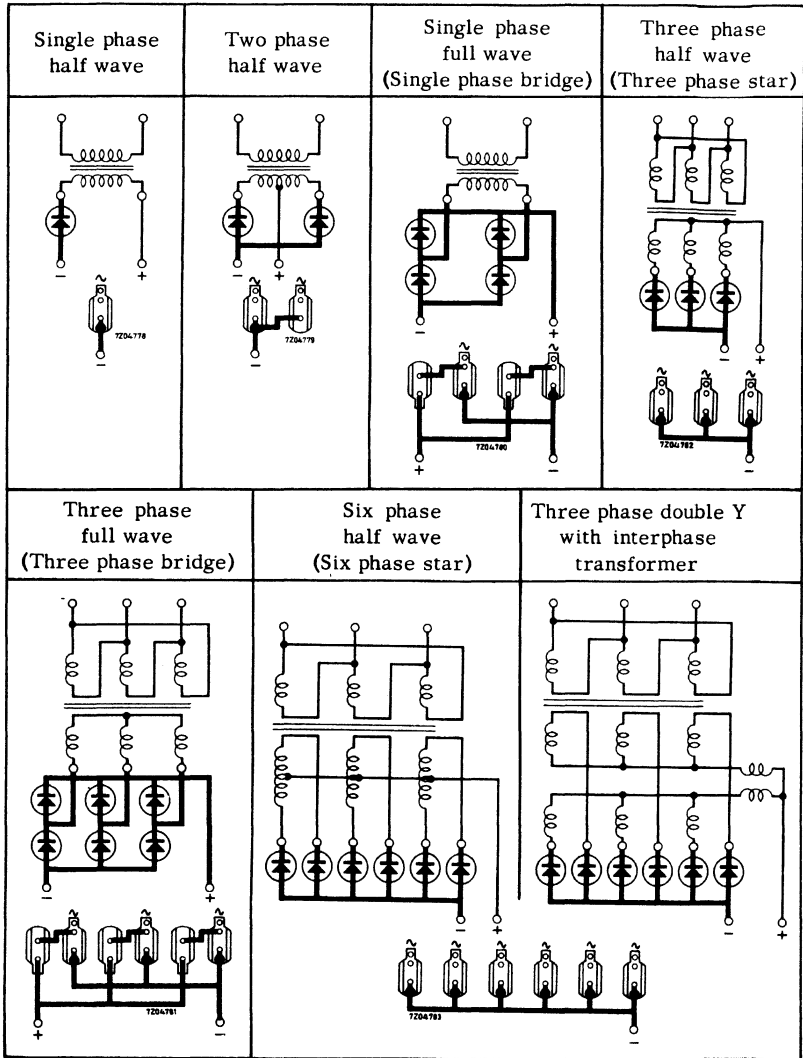 Single phase
half wave
Two phase
half wave
Single phase
full wave
(Single phase bridge)
Three phase
half wave
(Three phase star)
−
+
~
7Z04778
−
−
+
~
~
7Z04779
−
−
+
~
~
7Z04780
+
−
−
+
~
~
~
7Z04782
−
Three phase
full wave
(Three phase bridge)
Six phase
half wave
(Six phase star)
Three phase double Y
with interphase
transformer
−
+
~
~
~
7Z04781
+
−
−
+
−
+
~
~
~
~
~
~
7Z04783
−